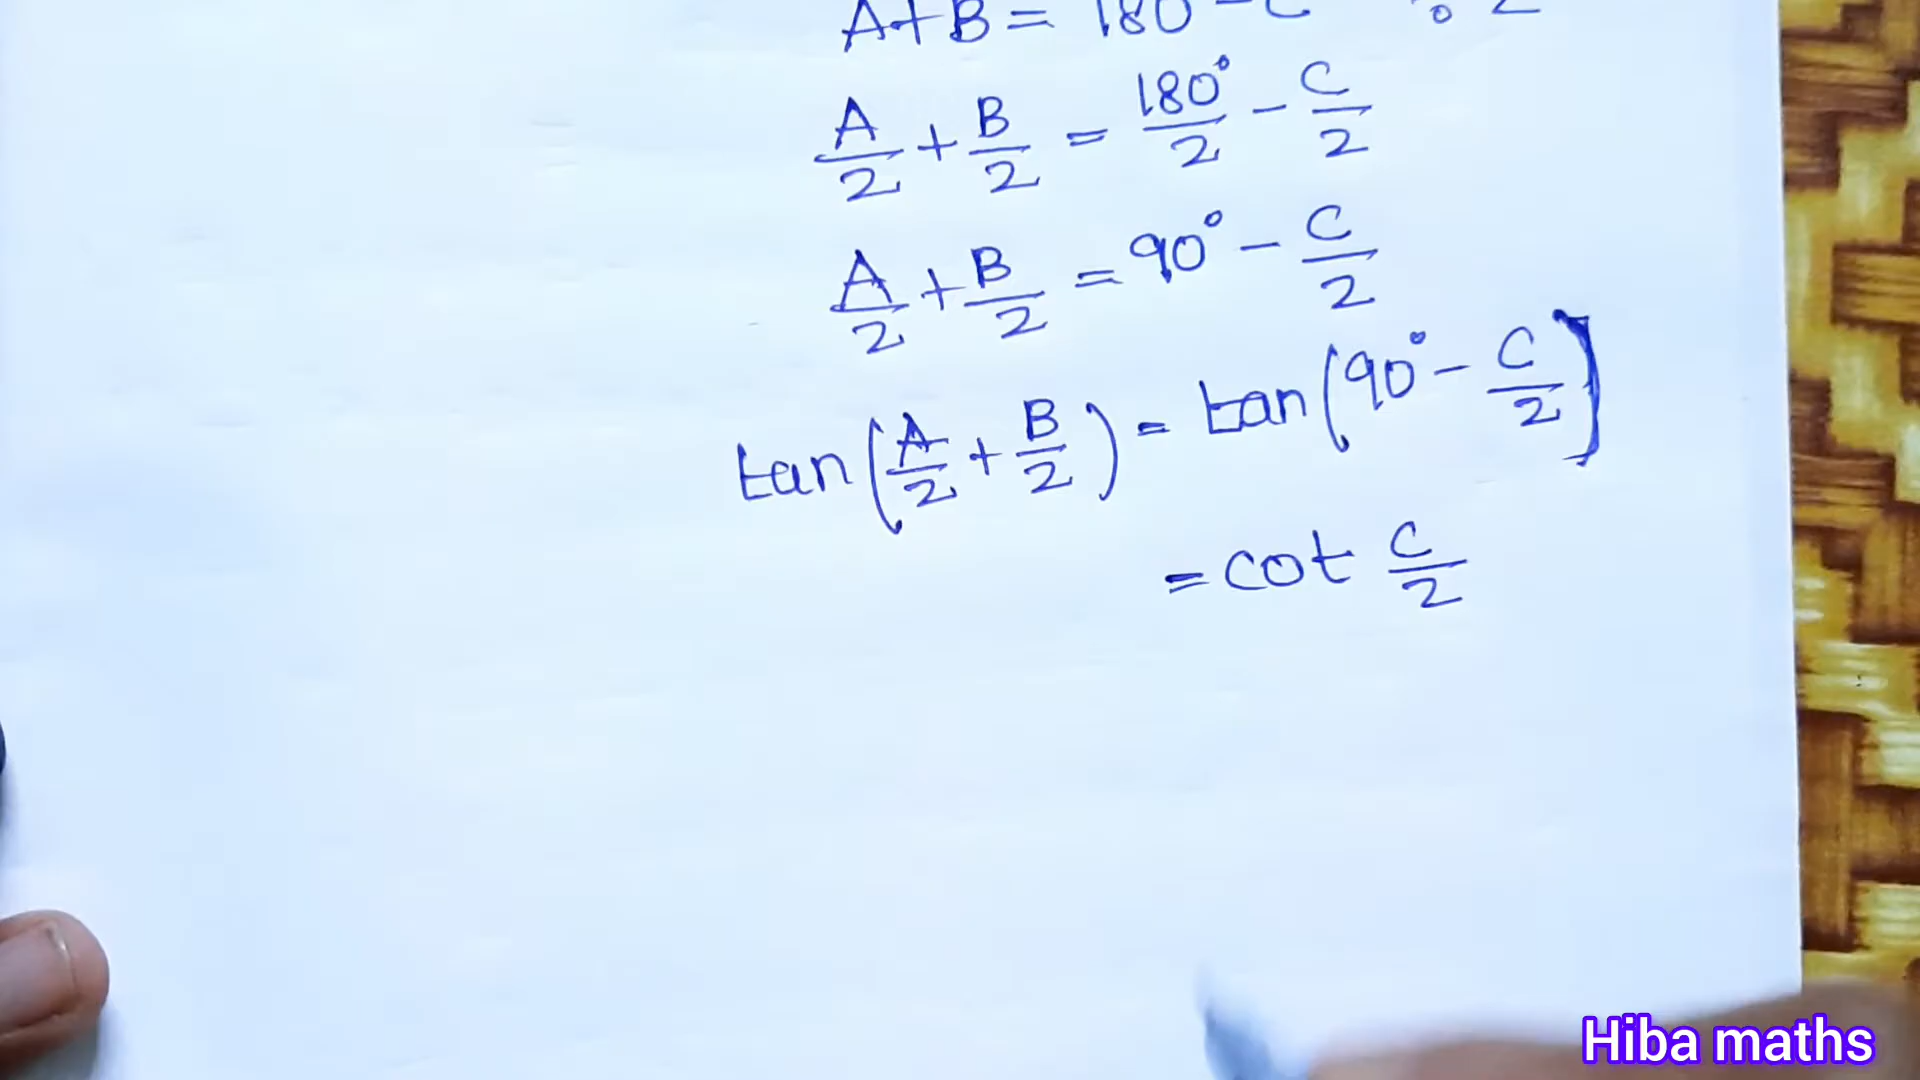 A+B = 180 - C ÷ 2
A/2 + B/2 = 180°/2 - C/2
A/2 + B/2 = 90° - C/2
tan(A/2 + B/2) = tan(90° - C/2)
= cot C/2
Hiba maths